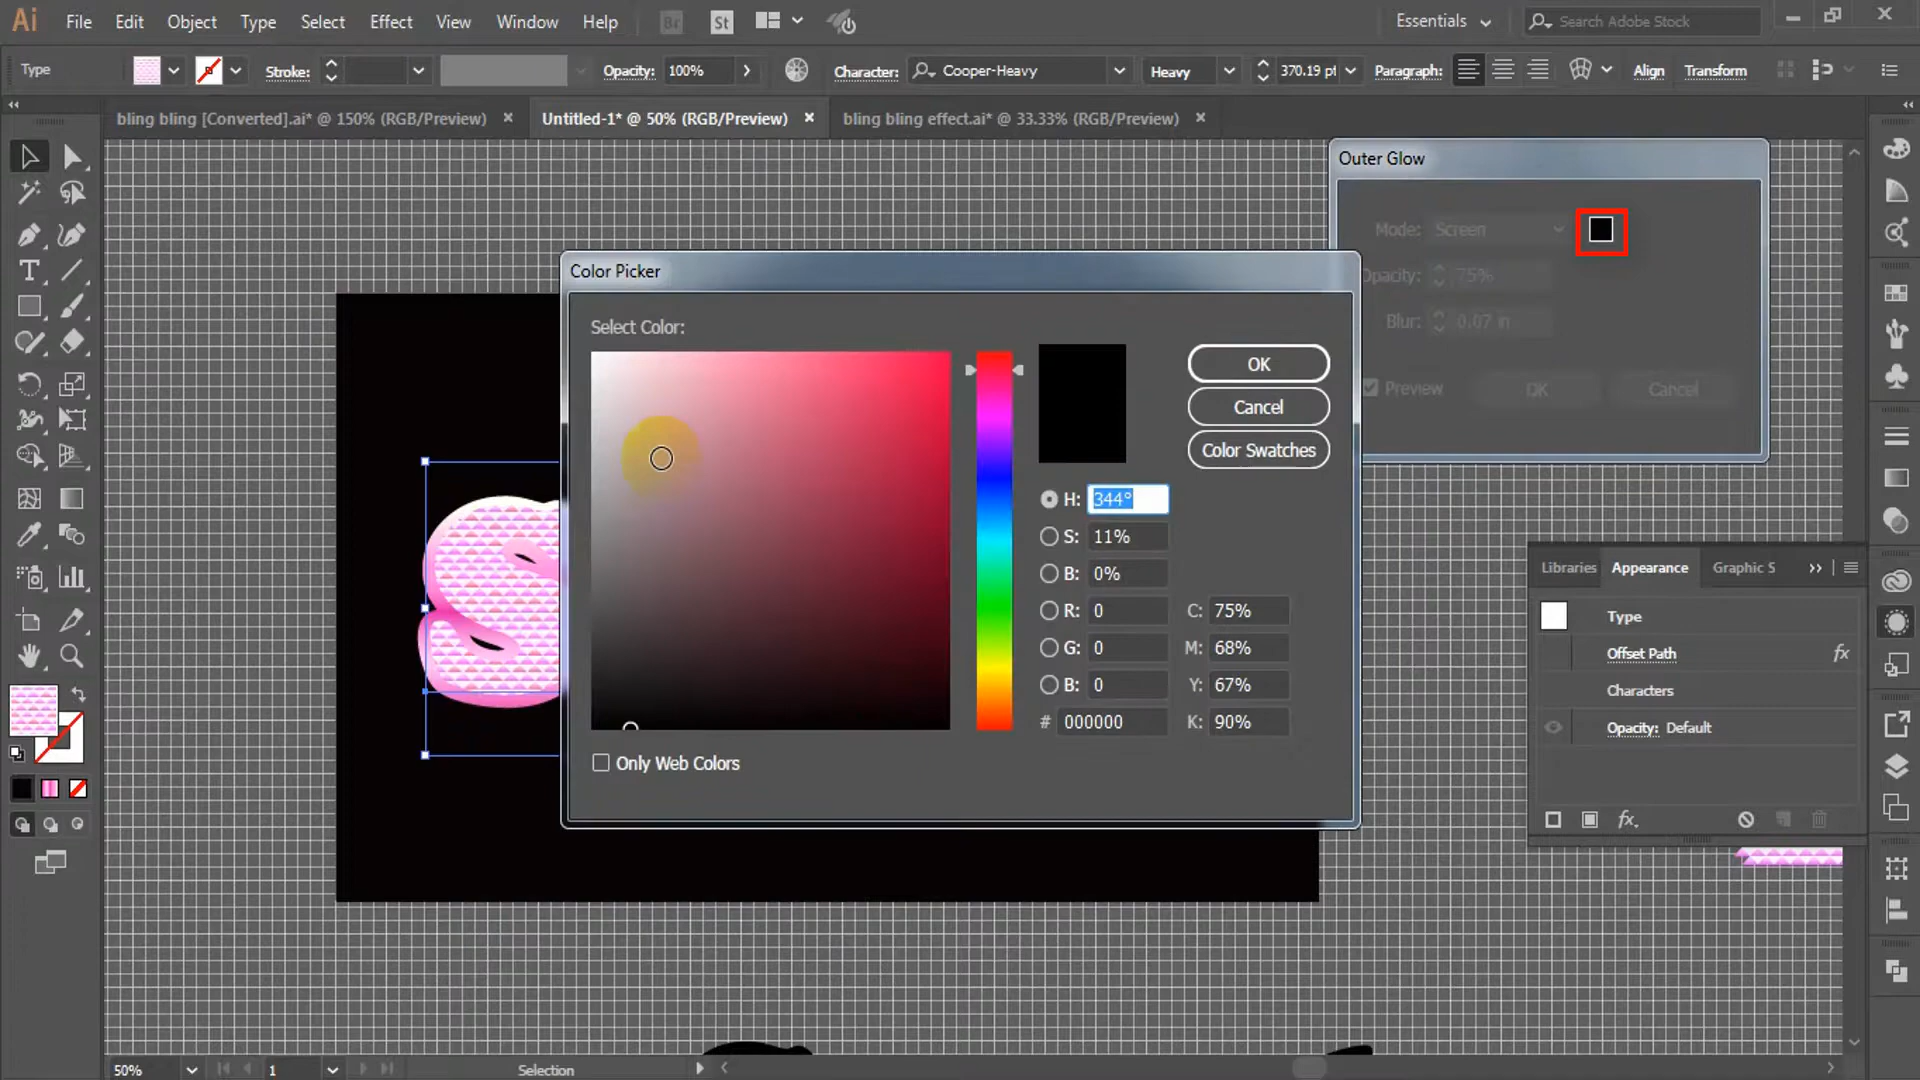 Ai File Edit Object Type Select Effect View Window Help Br St Essentials Search Adobe Stock
Type Stroke: Opacity: 100% Character: Cooper-Heavy Heavy 370.19 pt Paragraph: Align Transform
bling bling [Converted].ai* @ 150% (RGB/Preview) Untitled-1* @ 50% (RGB/Preview) bling bling effect.ai* @ 33.33% (RGB/Preview)
Outer Glow
Mode: Screen
Opacity: 75%
Blur: 0.07 in
Preview OK Cancel
Color Picker
Select Color:
OK
Cancel
Color Swatches
H: 344°
S: 11%
B: 0%
R: 0 C: 75%
G: 0 M: 68%
B: 0 Y: 67%
# 000000 K: 90%
Only Web Colors
Libraries Appearance Graphic S
Type
Offset Path fx
Characters
Opacity: Default
fx.
50% 1 Selection